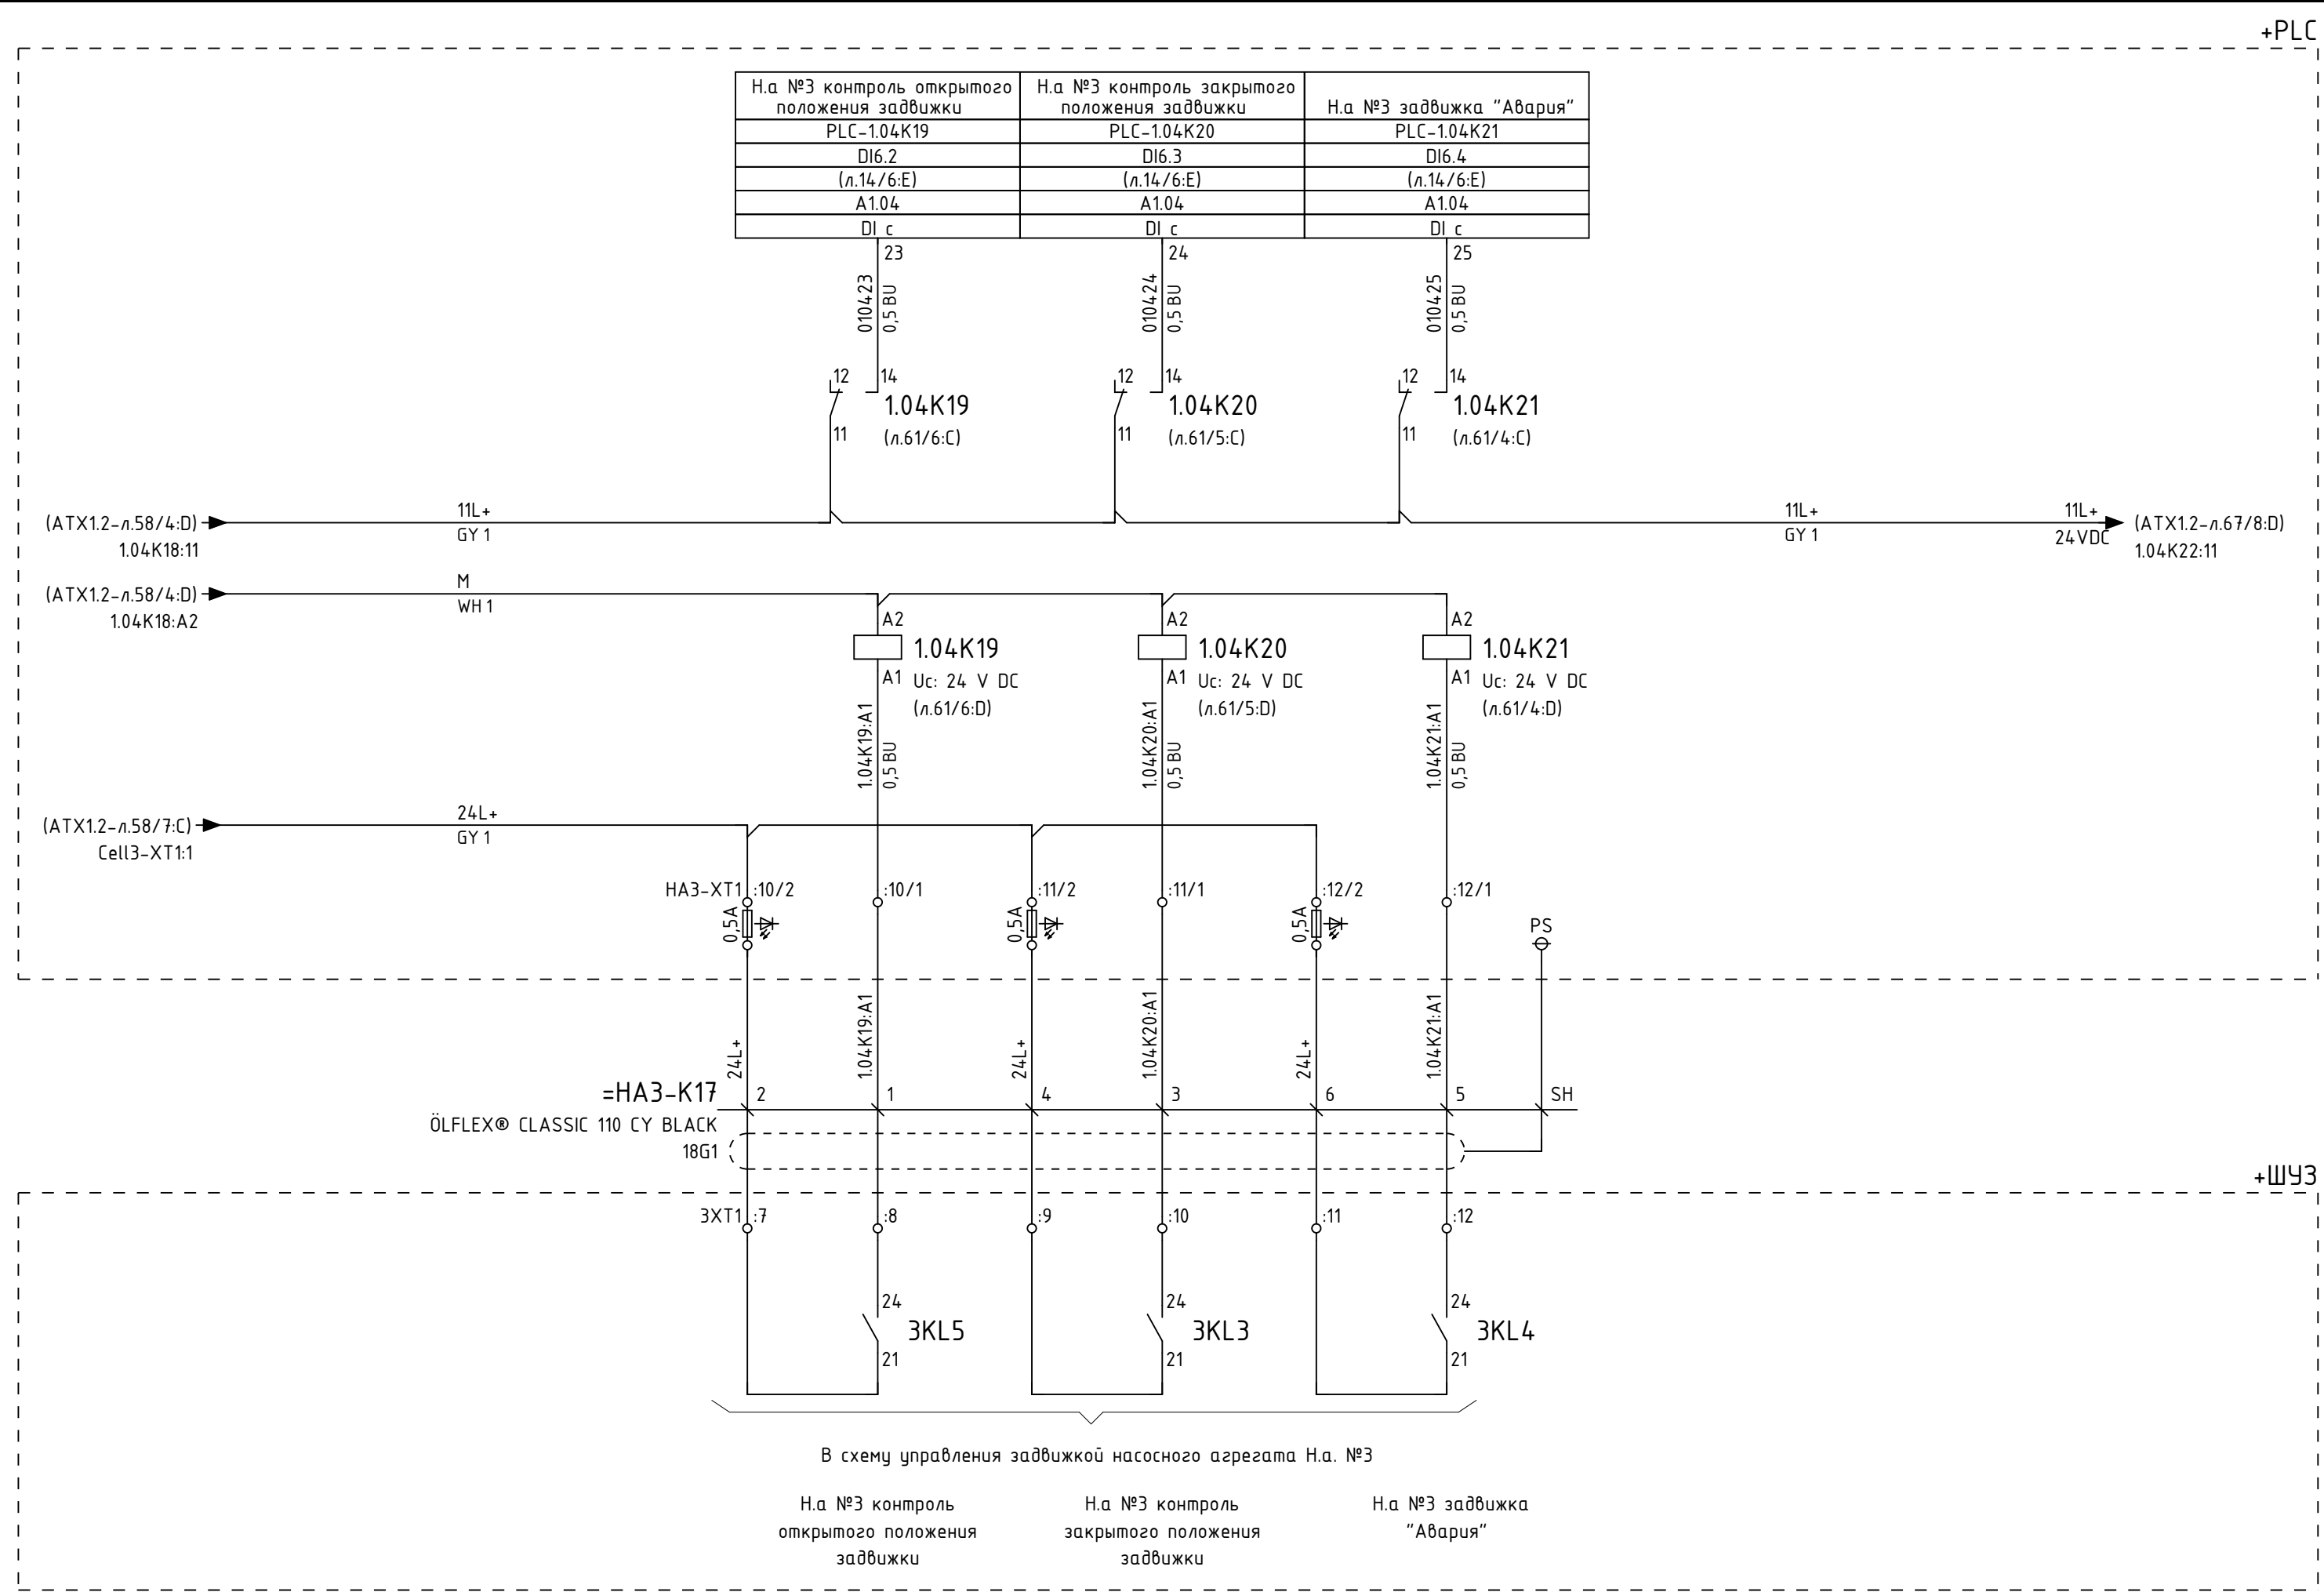 +PLC
Н.а №3 контроль открытого
положения задвижки
Н.а №3 контроль закрытого
положения задвижки
Н.а №3 задвижка "Авария"
PLC-1.04K19
PLC-1.04K20
PLC-1.04K21
DI6.2
DI6.3
DI6.4
(л.14/6:E)
(л.14/6:E)
(л.14/6:E)
A1.04
A1.04
A1.04
DI c
DI c
DI c
23
24
25
010423
0,5 BU
010424
0,5 BU
010425
0,5 BU
12
14
12
14
12
14
1.04K19
1.04K20
1.04K21
11
(л.61/6:C)
11
(л.61/5:C)
11
(л.61/4:C)
(ATX1.2-л.58/4:D)
1.04K18:11
11L+
GY 1
11L+
GY 1
11L+
24VDC
(ATX1.2-л.67/8:D)
1.04K22:11
(ATX1.2-л.58/4:D)
1.04K18:A2
M
WH 1
A2
A2
A2
1.04K19
1.04K20
1.04K21
A1
Uc: 24 V DC
A1
Uc: 24 V DC
A1
Uc: 24 V DC
(л.61/6:D)
(л.61/5:D)
(л.61/4:D)
1.04K19:A1
0,5 BU
1.04K20:A1
0,5 BU
1.04K21:A1
0,5 BU
(ATX1.2-л.58/7:C)
Cell3-XT1:1
24L+
GY 1
НА3-XT1
:10/2
:10/1
:11/2
:11/1
:12/2
:12/1
0,5A
0,5A
0,5A
PS
24L+
1.04K19:A1
24L+
1.04K20:A1
24L+
1.04K21:A1
=НА3-K17
2
1
4
3
6
5
SH
ÖLFLEX® CLASSIC 110 CY BLACK
18G1
+ШУЗ
3XT1
:7
:8
:9
:10
:11
:12
24
24
24
3KL5
3KL3
3KL4
21
21
21
В схему управления задвижкой насосного агрегата Н.а. №3
Н.а №3 контроль
открытого положения
задвижки
Н.а №3 контроль
закрытого положения
задвижки
Н.а №3 задвижка
"Авария"